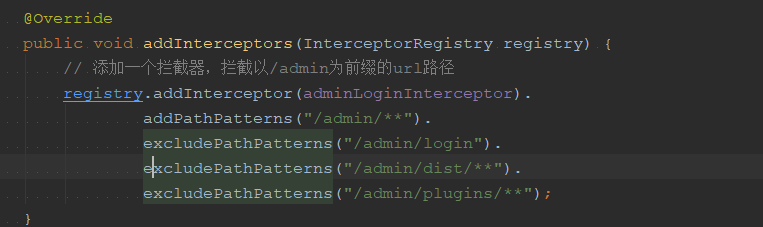 @Override
public void addInterceptors(InterceptorRegistry registry) {
// 添加一个拦截器，拦截以/admin为前缀的url路径
registry.addInterceptor(adminLoginInterceptor).
addPathPatterns("/admin/**").
excludePathPatterns("/admin/login").
excludePathPatterns("/admin/dist/**").
excludePathPatterns("/admin/plugins/**");
}